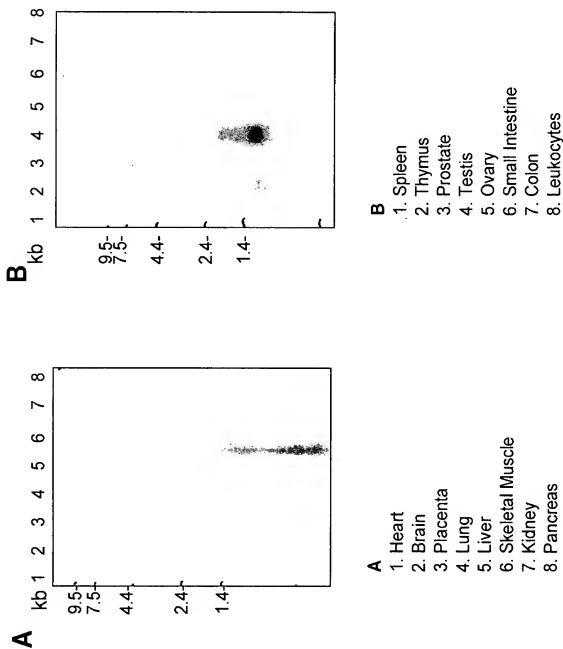 A
kb 1 2 3 4 5 6 7 8
9.5-
7.5-
4.4-
2.4-
1.4-
A
1. Heart
2. Brain
3. Placenta
4. Lung
5. Liver
6. Skeletal Muscle
7. Kidney
8. Pancreas
B
kb 1 2 3 4 5 6 7 8
9.5-
7.5-
4.4-
2.4-
1.4-
B
1. Spleen
2. Thymus
3. Prostate
4. Testis
5. Ovary
6. Small Intestine
7. Colon
8. Leukocytes